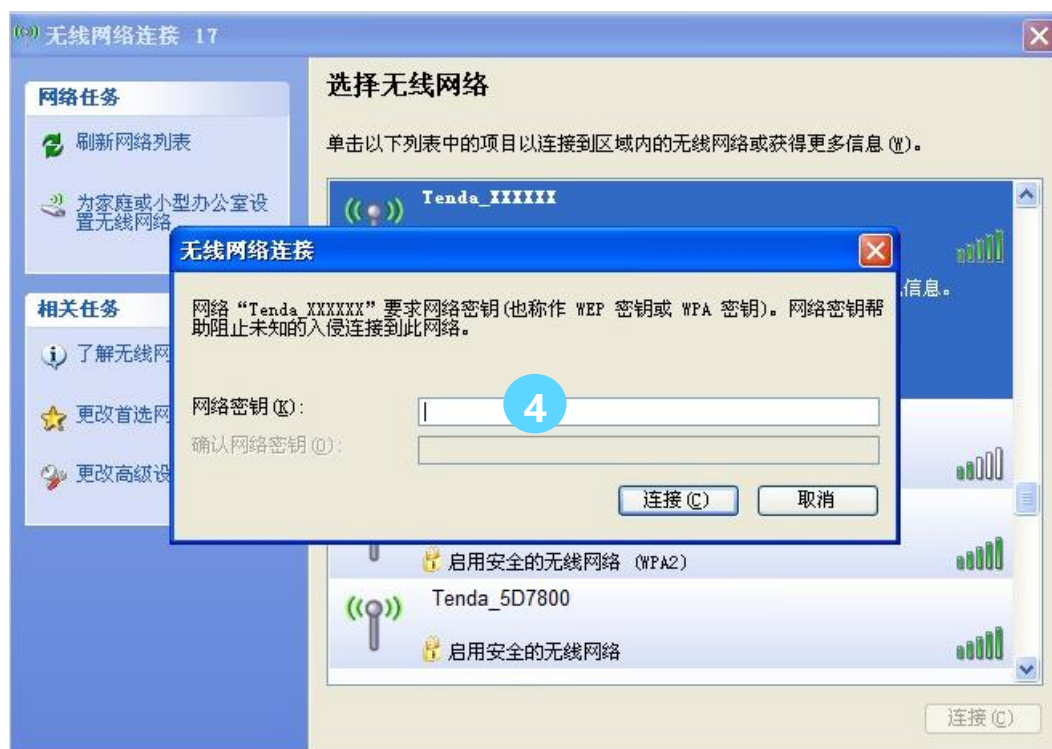 无线网络连接 17
网络任务
刷新网络列表
为家庭或小型办公室设
置无线网络
相关任务
了解无线网
更改首选网
更改高级设
选择无线网络
单击以下列表中的项目以连接到区域内的无线网络或获得更多信息(W)。
Tenda_XXXXXX
信息。
无线网络连接
网络“Tenda_XXXXXX”要求网络密钥(也称作 WEP 密钥或 WPA 密钥)。网络密钥帮
助阻止未知的入侵连接到此网络。
网络密钥(K):
4
确认网络密钥(O):
连接(C)
取消
启用安全的无线网络 (WPA2)
Tenda_5D7800
启用安全的无线网络
连接(C)